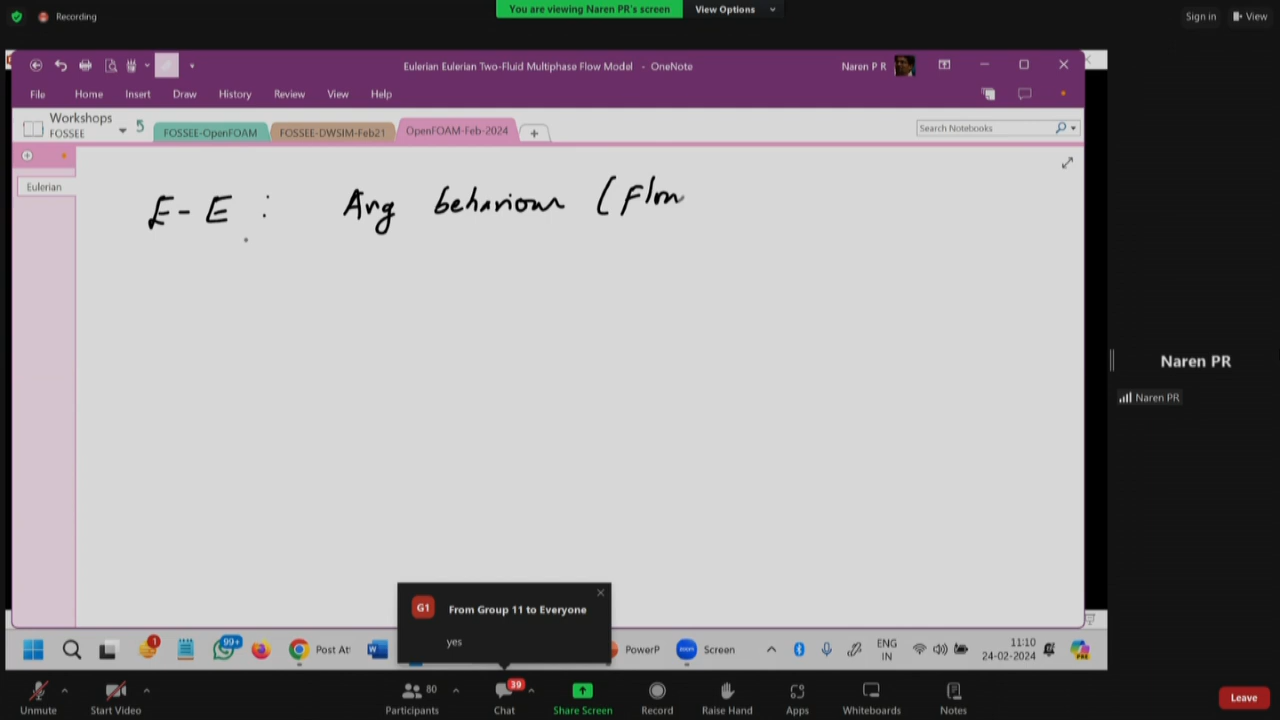 Recording
You are viewing Naren PR's screen
View Options
Sign in
View
Eulerian Eulerian Two-Fluid Multiphase Flow Model - OneNote
Naren P R
File
Home
Insert
Draw
History
Review
View
Help
Workshops
FOSSEE
FOSSEE-OpenFOAM
FOSSEE-DWSIM-Feb21
OpenFOAM-Feb-2024
Search Notebooks
Eulerian
E-E : Avg behaviour (Flow
Naren PR
Naren PR
G1
From Group 11 to Everyone
yes
1
99+
Post At
PowerP
zoom
Screen
ENG
IN
11:10
24-02-2024
PRE
Unmute
Start Video
80
Participants
39
Chat
Share Screen
Record
Raise Hand
Apps
Whiteboards
Notes
Leave